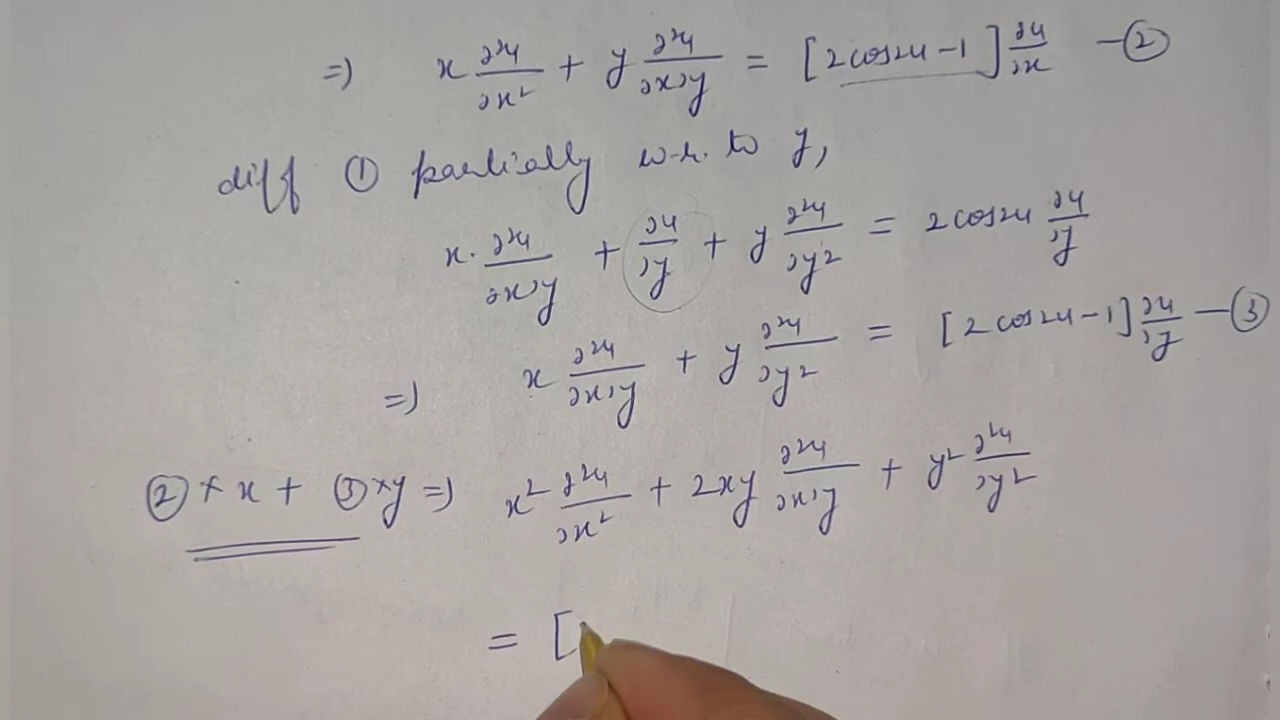 ⇒ x ∂²u/∂x² + y ∂²u/∂x∂y = [2cos2u-1] ∂u/∂x - ②
diff ① partially w.r.to y,
x. ∂²u/∂x∂y + ∂u/∂y + y ∂²u/∂y² = 2cos2u ∂u/∂y
⇒ x ∂²u/∂x∂y + y ∂²u/∂y² = [2cos2u-1] ∂u/∂y - ③
② × x + ③ × y ⇒ x² ∂²u/∂x² + 2xy ∂²u/∂x∂y + y² ∂²u/∂y²
= [